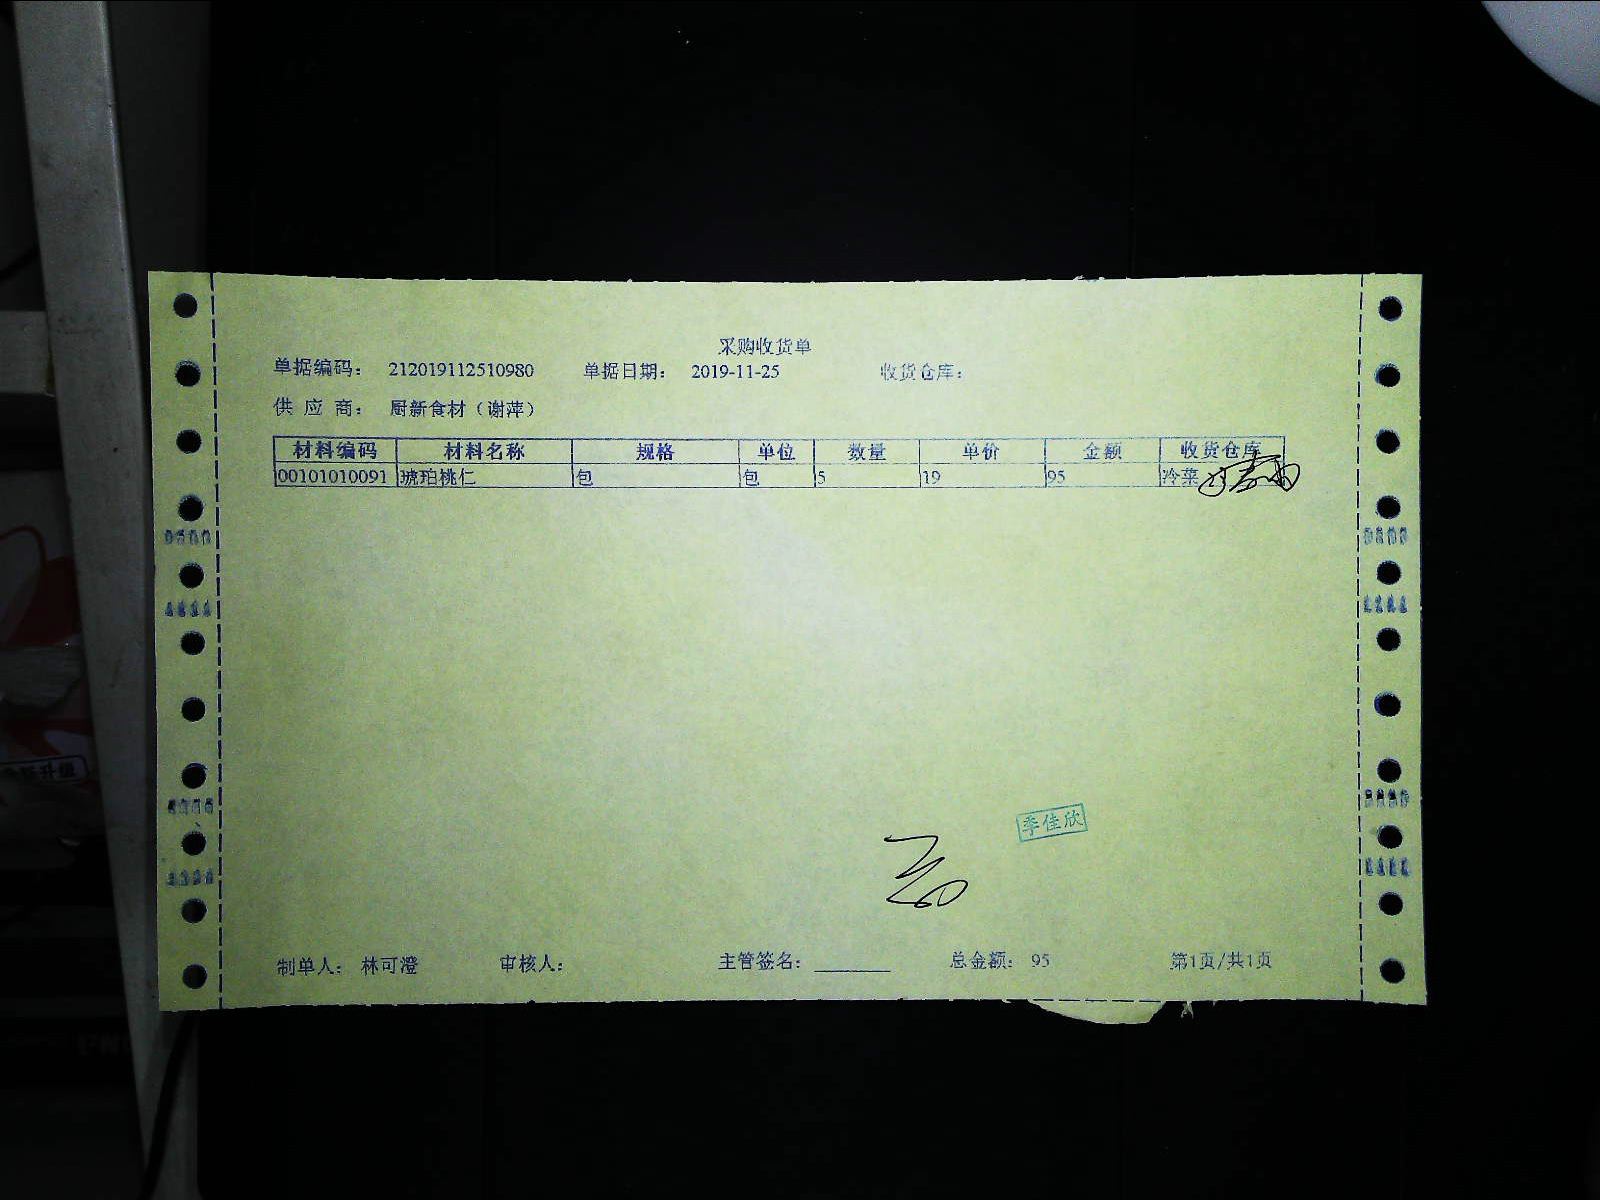 采购收货单
单据编码： 212019112510980 单据日期： 2019-11-25 收货仓库：
供 应 商： 厨新食材（谢萍）
材料编码 材料名称 规格 单位 数量 单价 金额 收货仓库
00101010091 琥珀桃仁 包 包 5 19 95 冷菜
季佳欣
制单人： 林可澄 审核人： 主管签名： ________ 总金额： 95 第1页/共1页